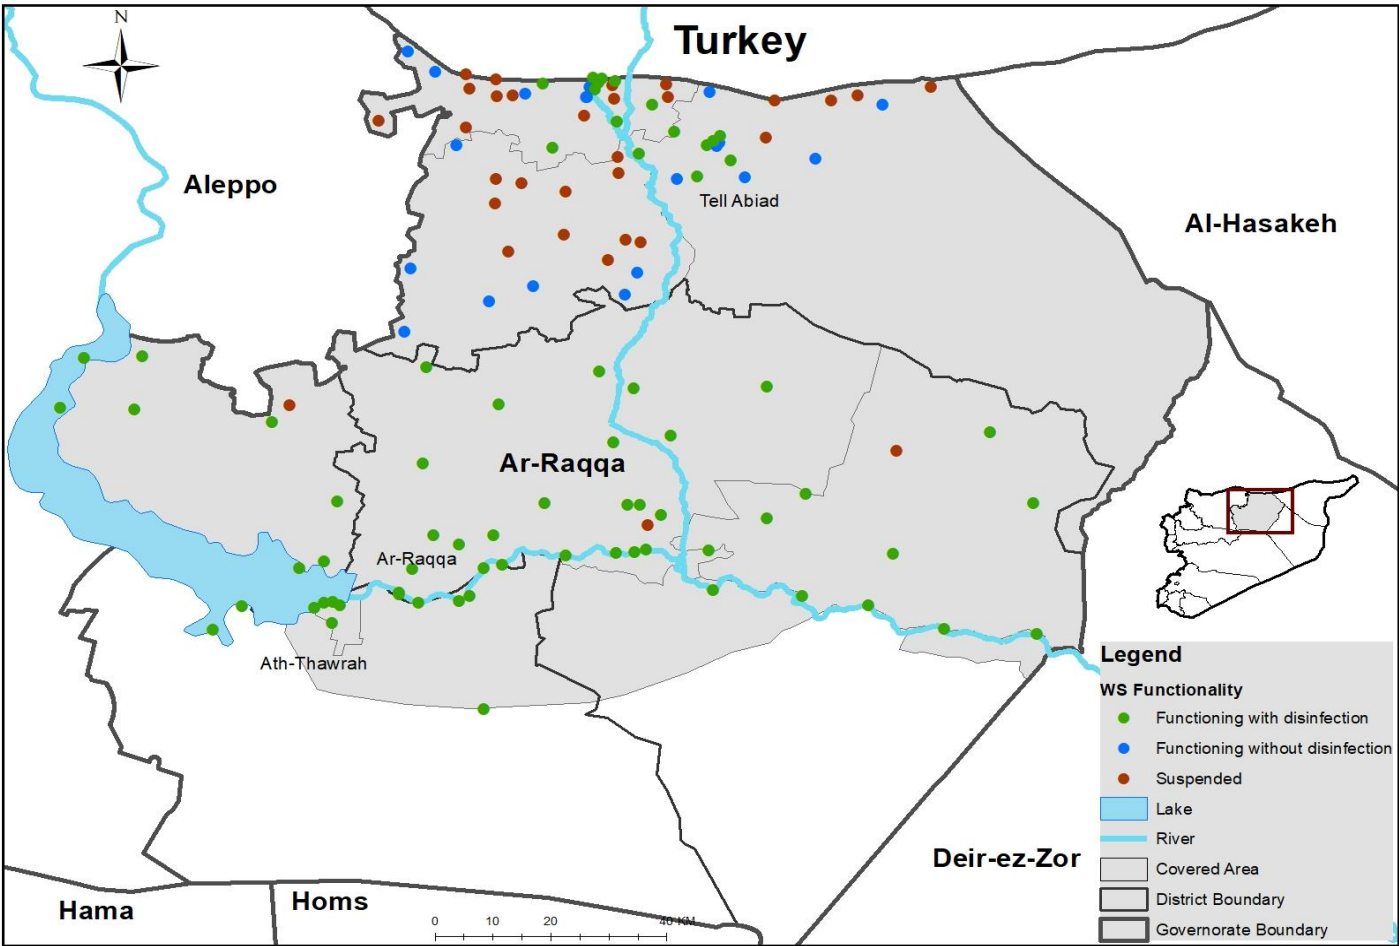 N
Turkey
Aleppo
Al-Hasakeh
Tell Abiad
Ar-Raqqa
Ar-Raqqa
Ath-Thawrah
Deir-ez-Zor
Hama
Homs
0 10 20 40 KM
Legend
WS Functionality
Functioning with disinfection
Functioning without disinfection
Suspended
Lake
River
Covered Area
District Boundary
Governorate Boundary